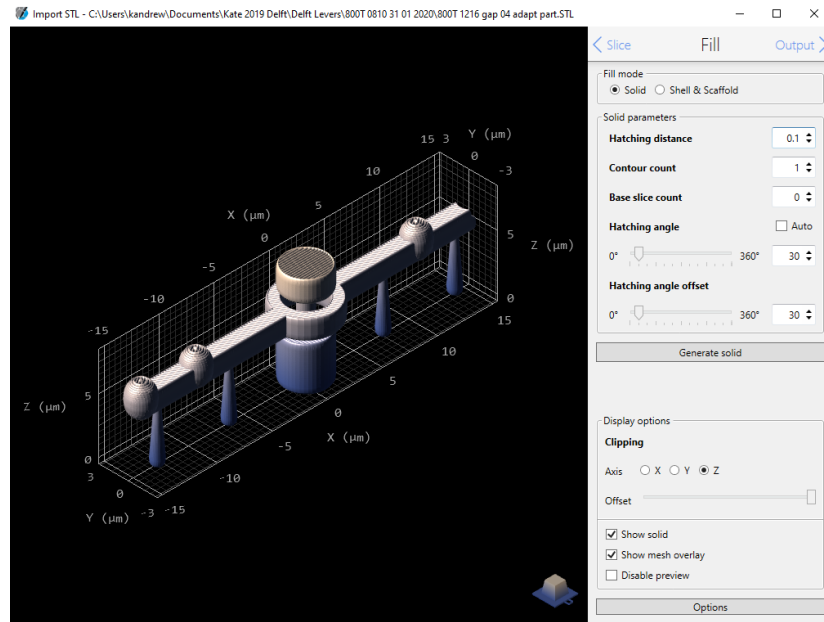 Import STL - C:\Users\kandrew\Documents\Kate 2019 Delft\Delft Levers\800T 0810 31 01 2020\800T 1216 gap 04 adapt part.STL
Slice Fill Output
Fill mode
Solid Shell & Scaffold
Solid parameters
Hatching distance 0.1
Contour count 1
Base slice count 0
Hatching angle Auto
0° 360° 30
Hatching angle offset
0° 360° 30
Generate solid
Display options
Clipping
Axis X Y Z
Offset
Show solid
Show mesh overlay
Disable preview
Options
15 3 Y (µm)
10 0
5 -3
X (µm)
0
-5 5 Z (µm)
-10
0
-15 15
10
5
5
Z (µm) 0
X (µm)
0 -5
3 -10
0
Y (µm) -3 -15